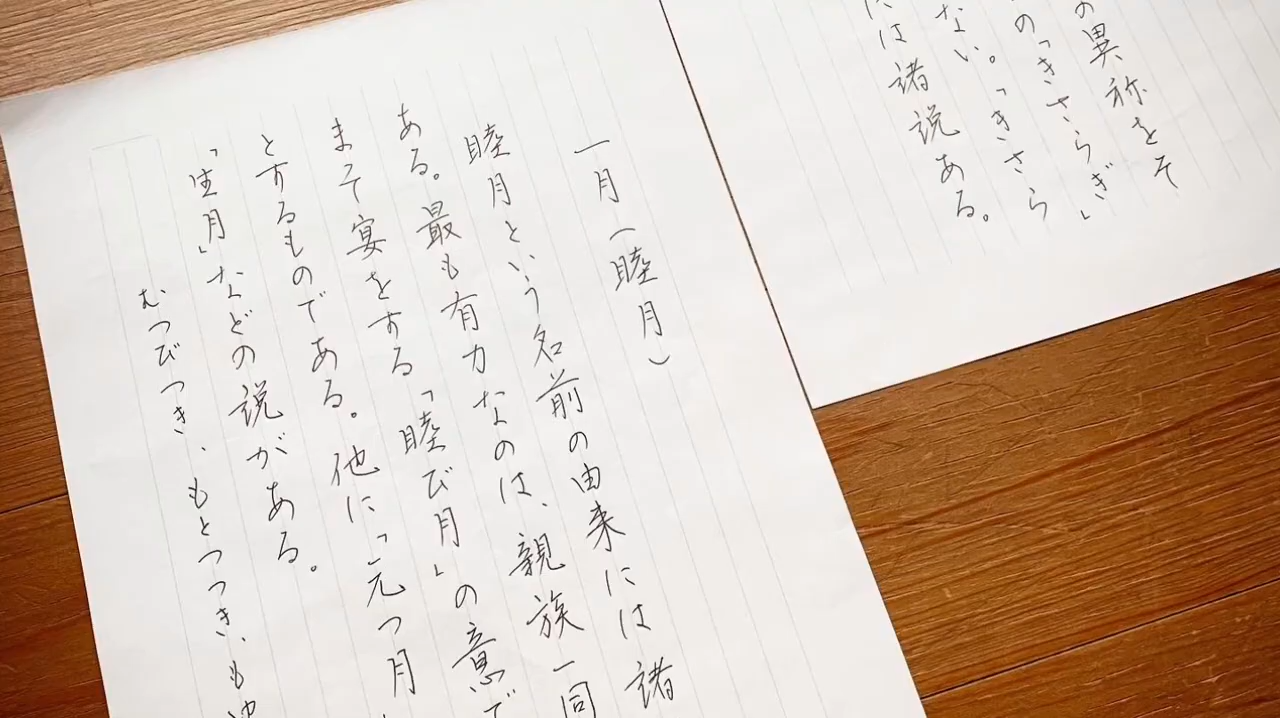 の異称をそ
の「きさらぎ」
ない。「きさら
には諸説ある。
一月(睦月)
睦月という名前の由来には諸
ある。最も有力なのは、親族一同
まて宴をする「睦び月」の意で
とするものである。他に「元つ月
「生月」などの説がある。
むつびつき、もとつつき、も